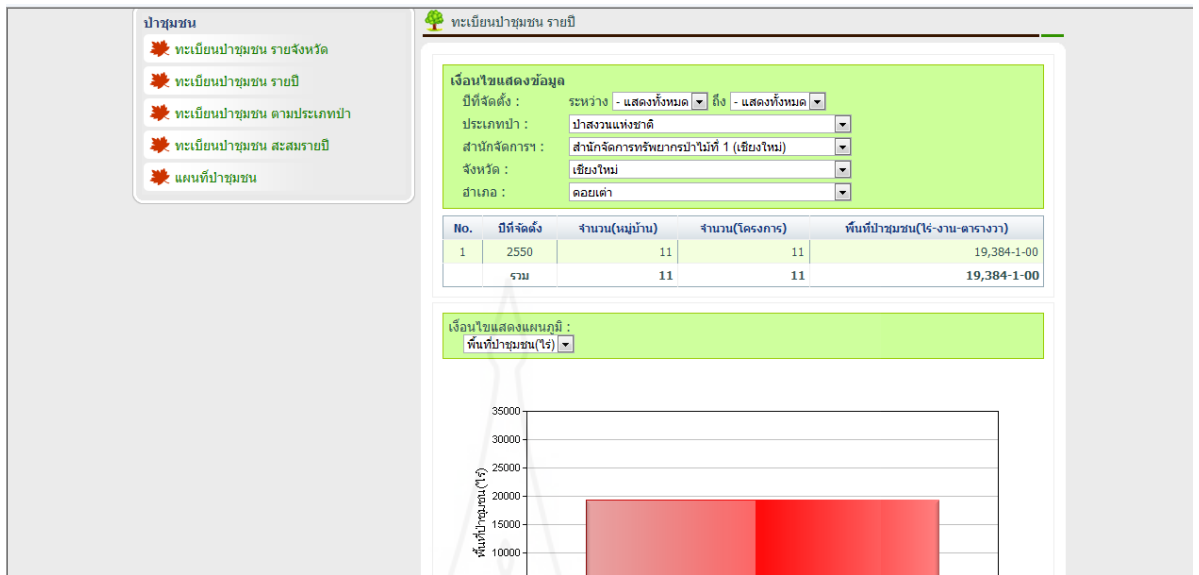 ป่าชุมชน
ทะเบียนป่าชุมชน รายจังหวัด
ทะเบียนป่าชุมชน รายปี
ทะเบียนป่าชุมชน ตามประเภทป่า
ทะเบียนป่าชุมชน สะสมรายปี
แผนที่ป่าชุมชน
ทะเบียนป่าชุมชน รายปี
เงื่อนไขแสดงข้อมูล
ปีที่จัดตั้ง : ระหว่าง - แสดงทั้งหมด ถึง - แสดงทั้งหมด
ประเภทป่า : ป่าสงวนแห่งชาติ
สำนักจัดการฯ : สำนักจัดการทรัพยากรป่าไม้ที่ 1 (เชียงใหม่)
จังหวัด : เชียงใหม่
อำเภอ : ดอยเต่า
No. ปีที่จัดตั้ง จำนวน(หมู่บ้าน) จำนวน(โครงการ) พื้นที่ป่าชุมชน(ไร่-งาน-ตารางวา)
1 2550 11 11 19,384-1-00
รวม 11 11 19,384-1-00
เงื่อนไขแสดงแผนภูมิ :
พื้นที่ป่าชุมชน(ไร่)
35000
30000
25000
20000
15000
10000
พื้นที่ป่าชุมชน(ไร่)